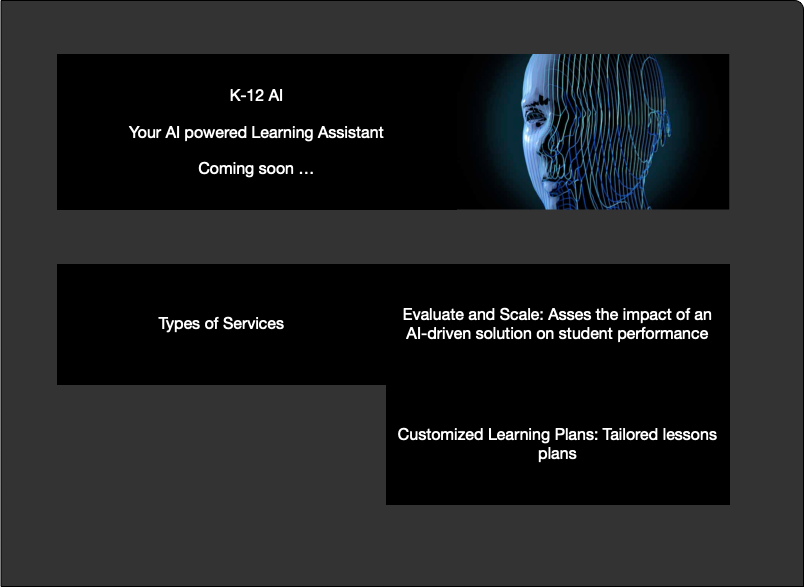 K-12 AI
Your AI powered Learning Assistant
Coming soon …
Types of Services
Evaluate and Scale: Asses the impact of an
AI-driven solution on student performance
Customized Learning Plans: Tailored lessons
plans